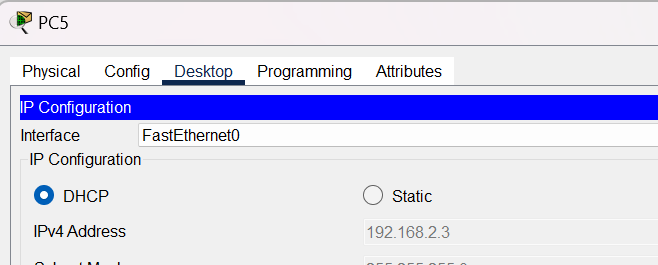 PC5
Physical Config Desktop Programming Attributes
IP Configuration
Interface FastEthernet0
IP Configuration
DHCP Static
IPv4 Address 192.168.2.3